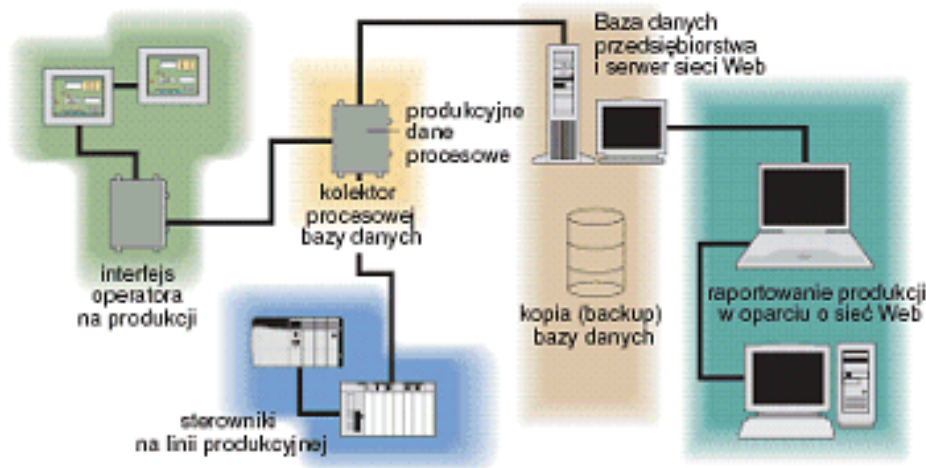 Baza danych
przedsiębiorstwa
i serwer sieci Web
produkcyjne
dane
procesowe
kolektor
procesowej
bazy danych
interfejs
operatora
na produkcji
kopia (backup)
bazy danych
raportowanie produkcji
w oparciu o sieć Web
sterowniki
na linii produkcyjnej